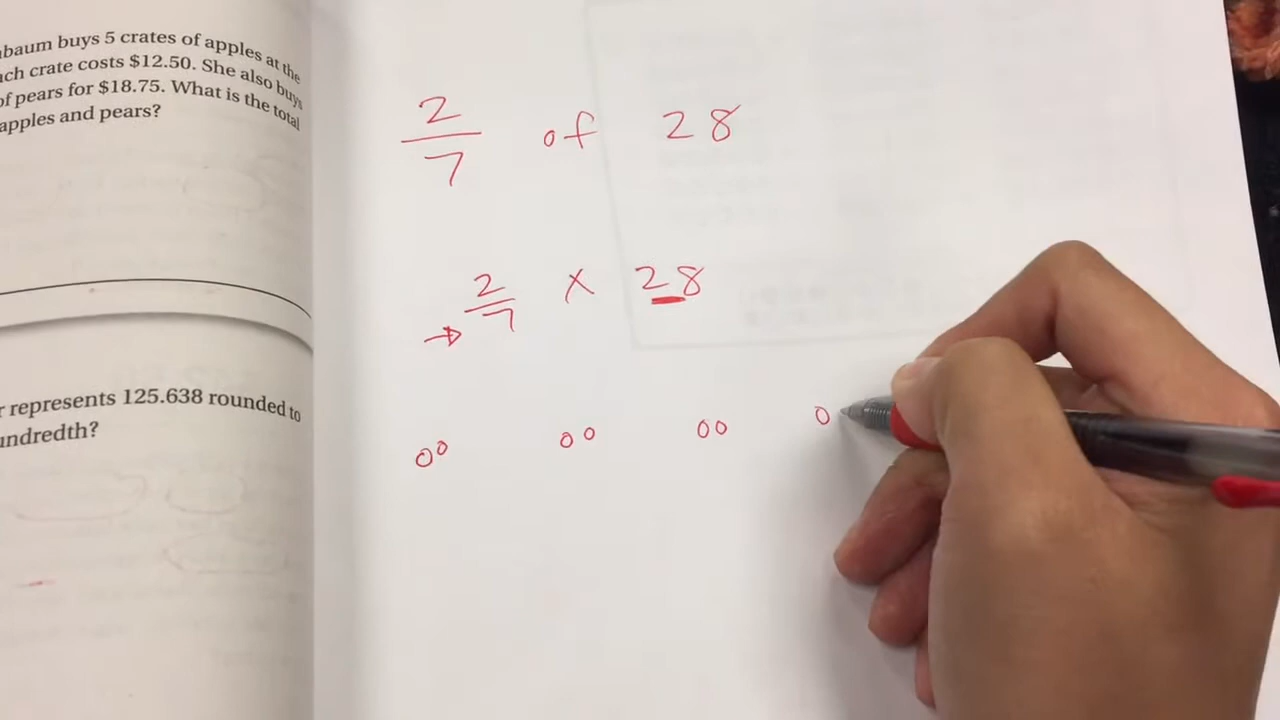 baum buys 5 crates of apples at the
ch crate costs $12.50. She also buys
of pears for $18.75. What is the total
apples and pears?
represents 125.638 rounded to
ndredth?
2/7 of 28
2/7 x 28